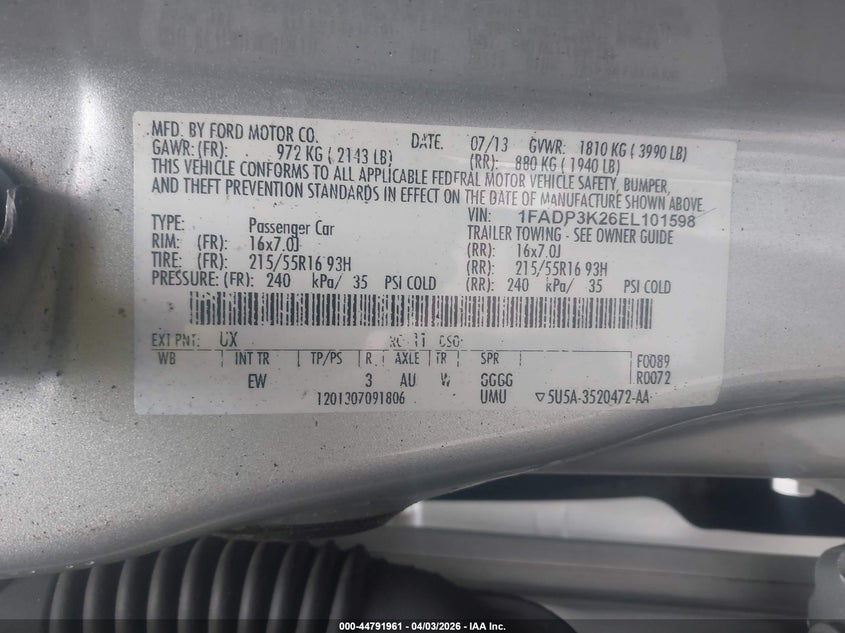 MFD. BY FORD MOTOR CO. DATE. 07/13 GVWR: 1810 KG ( 3990 LB)
GAWR: (FR): 972 KG ( 2143 LB) (RR): 880 KG ( 1940 LB)
THIS VEHICLE CONFORMS TO ALL APPLICABLE FEDERAL MOTOR VEHICLE SAFETY, BUMPER,
AND THEFT PREVENTION STANDARDS IN EFFECT ON THE DATE OF MANUFACTURE SHOWN ABOVE
VIN: 1FADP3K26EL101598
TYPE: Passenger Car TRAILER TOWING - SEE OWNER GUIDE
RIM: (FR): 16x7.0J (RR): 16x7.0J
TIRE: (FR): 215/55R16 93H (RR): 215/55R16 93H
PRESSURE: (FR): 240 kPa/ 35 PSI COLD (RR): 240 kPa/ 35 PSI COLD
EXT PNT: UX RC: 11 DSO:
WB INT TR TP/PS R AXLE TR SPR F0089
EW 3 AU W GGGG R0072
1201307091806 UMU ▽5U5A-3520472-AA
000-44791961 - 04/03/2026 - IAA Inc.